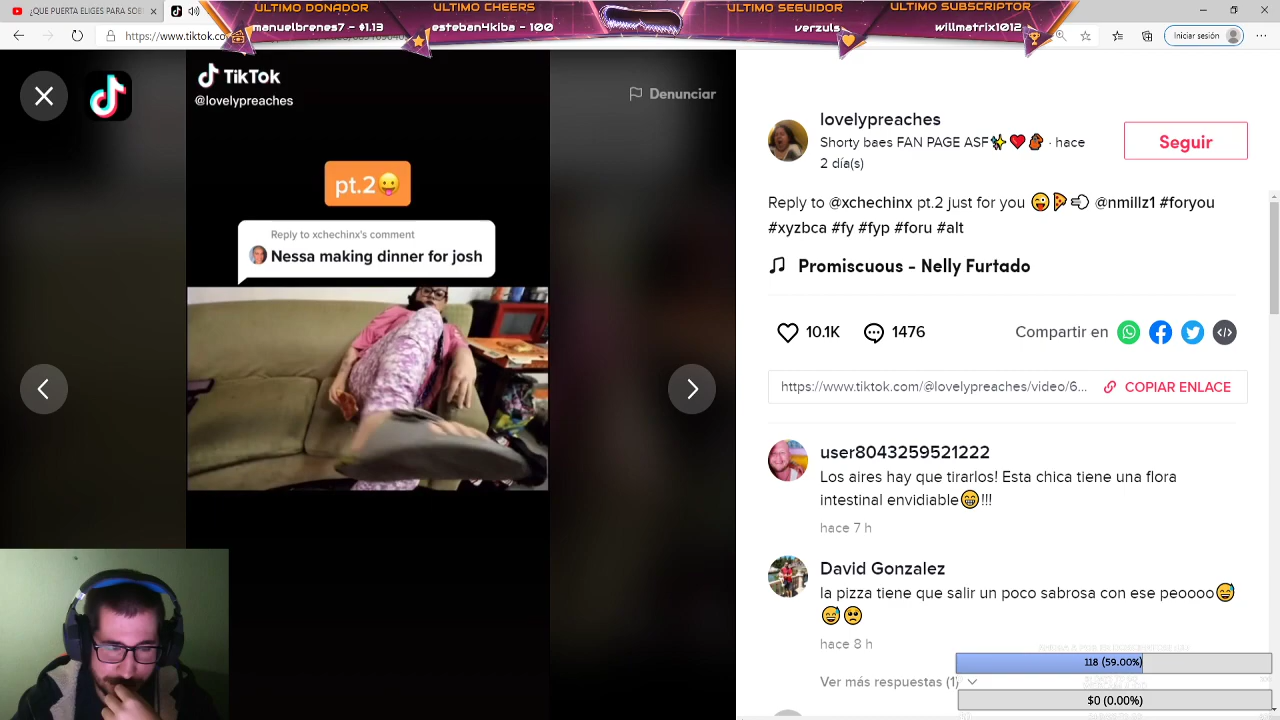 ¿QUESERIA LUCAPO SOB
ULTIMO DONADOR
manuelbrenes7 - $1.13
ULTIMO CHEERS
esteban4kiba - 100
ULTIMO SEGUIDOR
verzuls
ULTIMO SUBSCRIPTOR
willmatrix1012
https://www.tiktok.co
Iniciar sesión
TikTok
@lovelypreaches
Denunciar
pt.2😛
Reply to xchechinx's comment
Nessa making dinner for josh
lovelypreaches
Shorty baes FAN PAGE ASF✨❤️ · hace
2 día(s)
Seguir
Reply to @xchechinx pt.2 just for you 😜🍕💨 @nmillz1 #foryou
#xyzbca #fy #fyp #foru #alt
Promiscuous - Nelly Furtado
10.1K
1476
Compartir en
https://www.tiktok.com/@lovelypreaches/video/6...
COPIAR ENLACE
user8043259521222
Los aires hay que tirarlos! Esta chica tiene una flora
intestinal envidiable😁!!!
hace 7 h
David Gonzalez
la pizza tiene que salir un poco sabrosa con ese peoooo😅
😅🥺
hace 8 h
Ver más respuestas (1)
118 (59.00%)
$0 (0.00%)